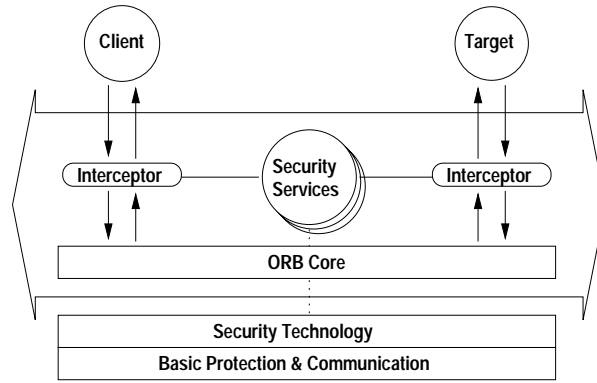 Client
Target
Interceptor
Security
Services
Interceptor
ORB Core
Security Technology
Basic Protection & Communication